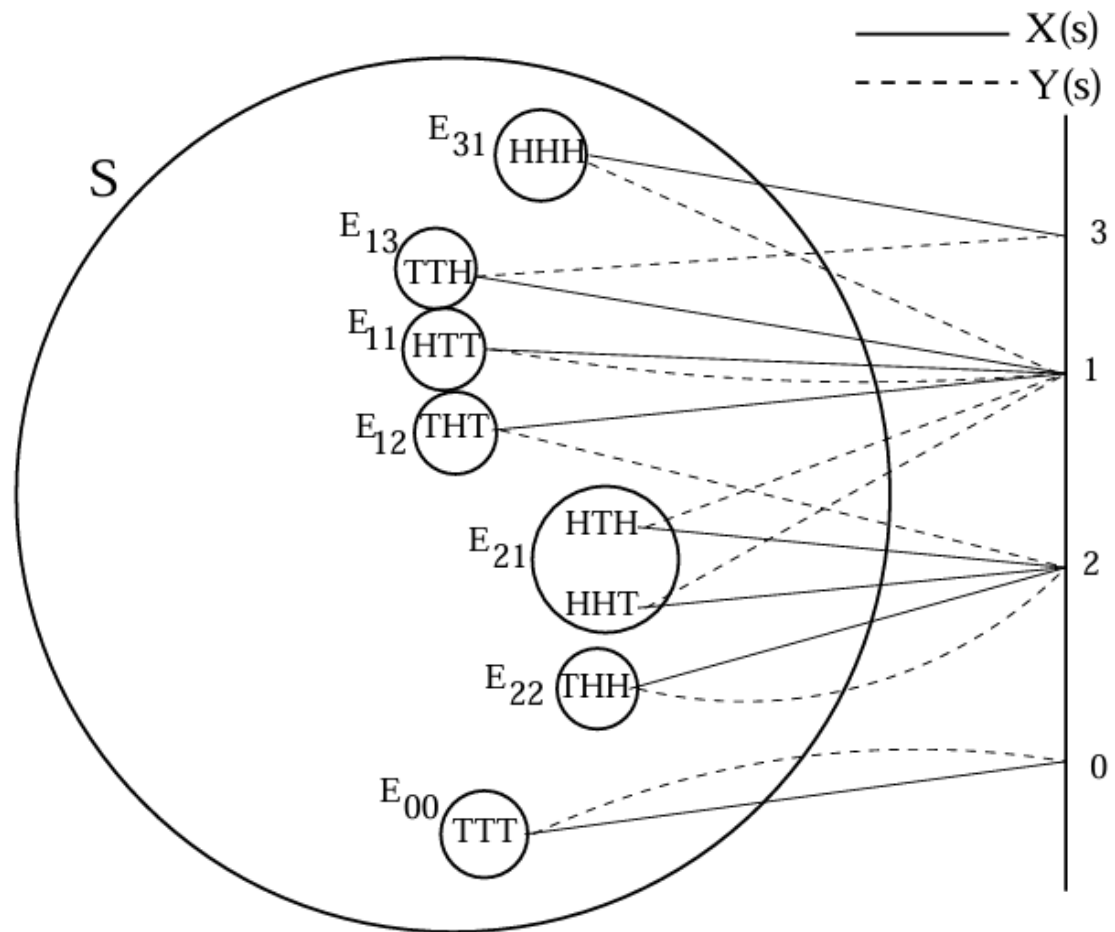 X(s)
Y(s)
S
E31 HHH
3
E13 TTH
E11 HTT
1
E12 THT
E21 HTH
HHT
2
E22 THH
0
E00 TTT